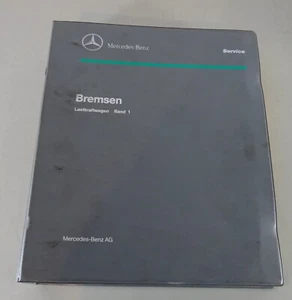 Mercedes-Benz
Service
Bremsen
Lastkraftwagen Band 1
Mercedes-Benz AG